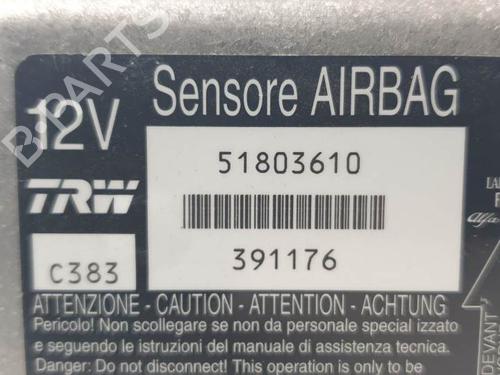 Sensore AIRBAG
12V
51803610
TRW
C383
391176
ATTENZIONE - CAUTION - ATTENTION - ACHTUNG
Pericolo! Non scollegare se non da personale special izzato
e seguendo le istruzioni del manuale di assistenza tecnica.
Danger: Do not disconnect! This operation is only to be
DEVANT
B-PARTS